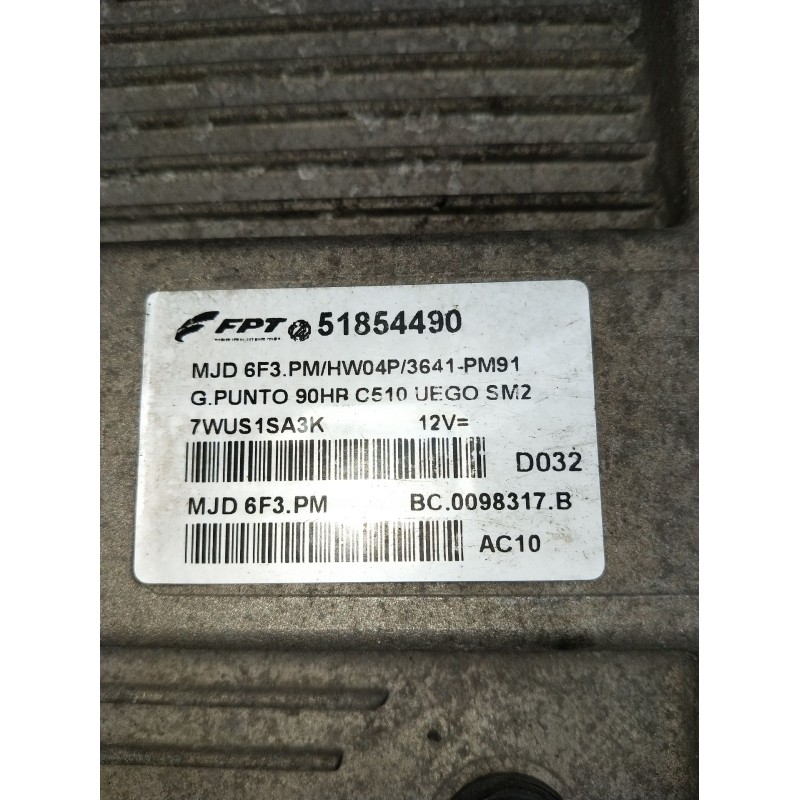 FPT 51854490
MJD 6F3.PM/HW04P/3641-PM91
G.PUNTO 90HR C510 UEGO SM2
7WUS1SA3K 12V=
D032
MJD 6F3.PM BC.0098317.B
AC10